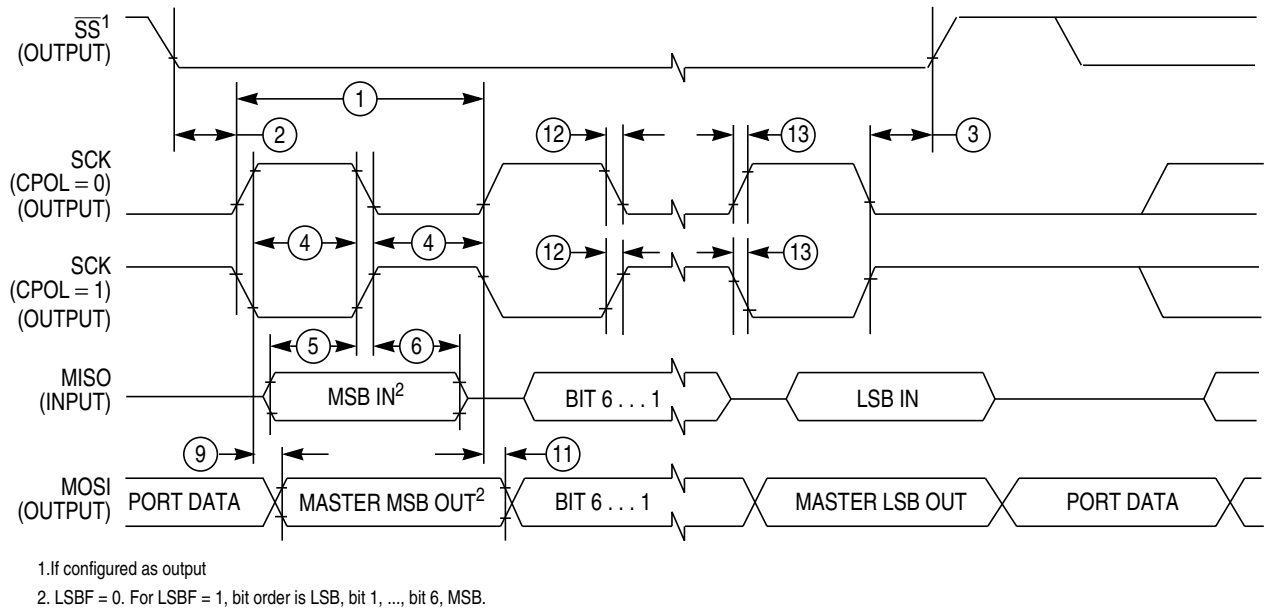 SS¹
(OUTPUT)
1
2
12
13
3
SCK
(CPOL = 0)
(OUTPUT)
4
4
12
13
SCK
(CPOL = 1)
(OUTPUT)
5
6
MISO
(INPUT)
MSB IN²
BIT 6 . . . 1
LSB IN
9
11
MOSI
(OUTPUT)
PORT DATA
MASTER MSB OUT²
BIT 6 . . . 1
MASTER LSB OUT
PORT DATA
1.If configured as output
2. LSBF = 0. For LSBF = 1, bit order is LSB, bit 1, ..., bit 6, MSB.